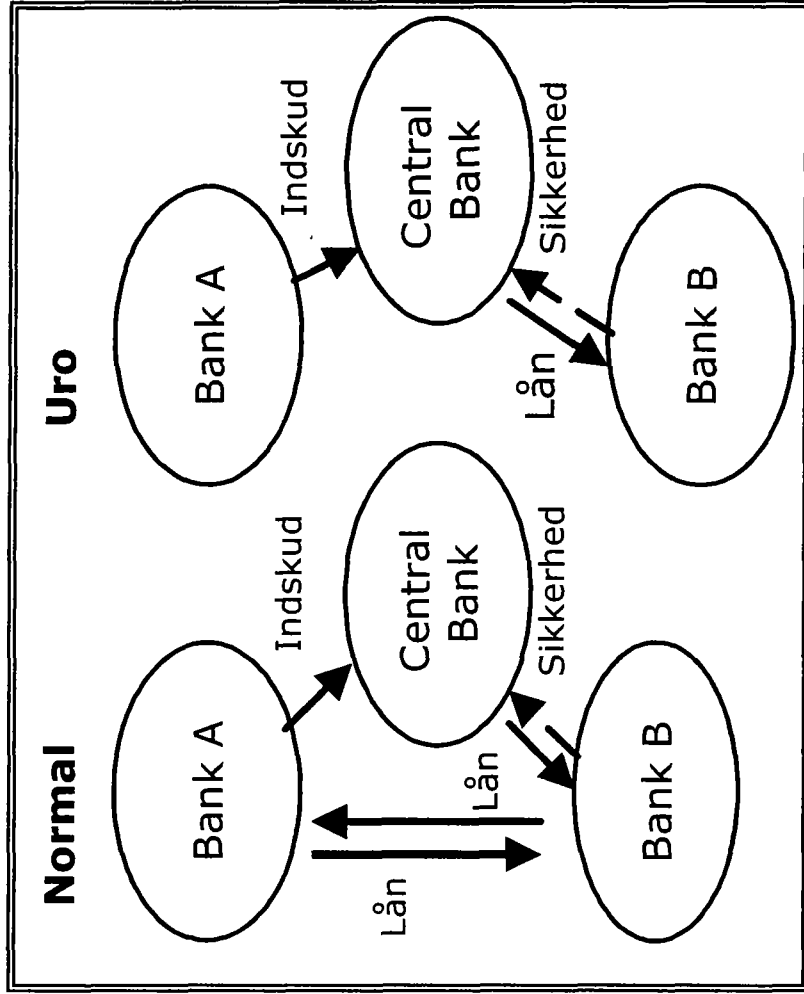 Normal
Bank A
Indskud
Central
Bank
Lån
Lån
Sikkerhed
Bank B
Uro
Bank A
Indskud
Central
Bank
Lån
Sikkerhed
Bank B